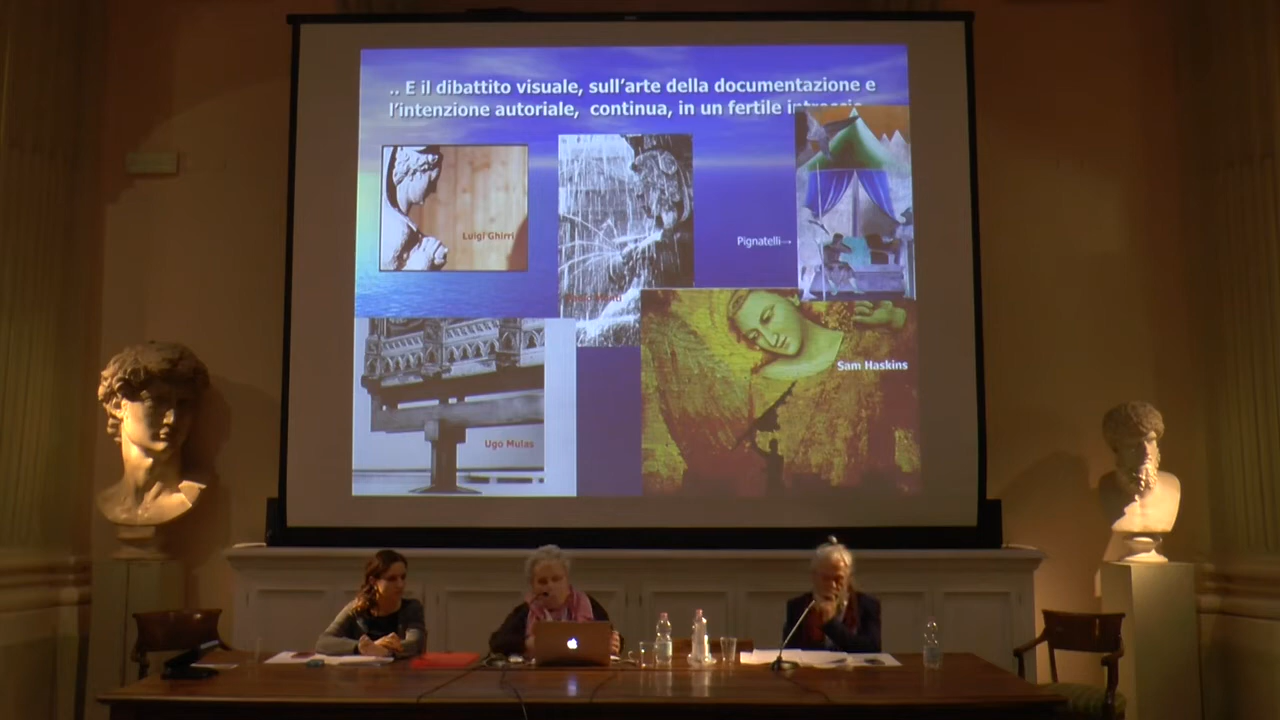 .. E il dibattito visuale, sull'arte della documentazione e
l'intenzione autoriale, continua, in un fertile
Luigi Ghirri
Pignatelli→
Ugo Mulas
Sam Haskins